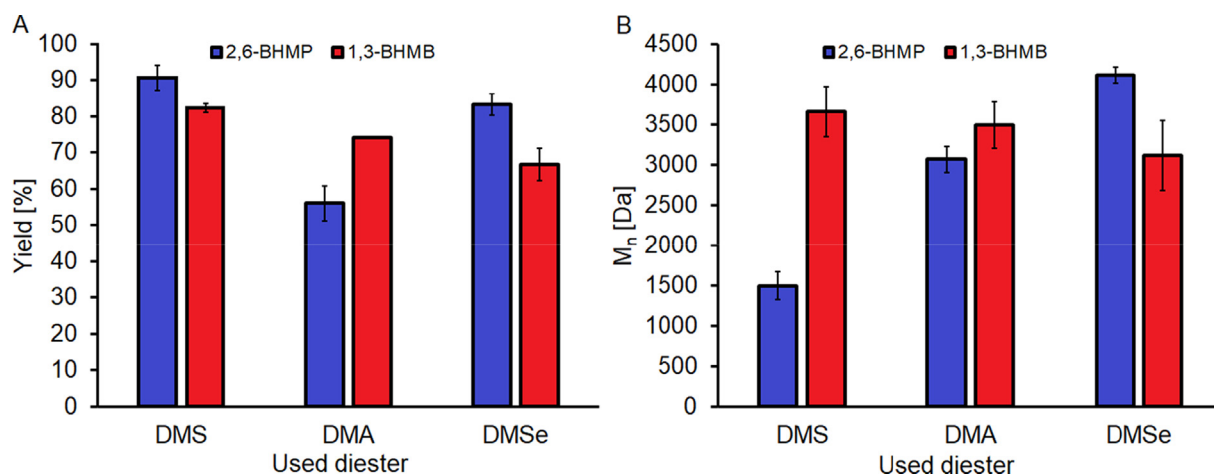 A
2,6-BHMP 1,3-BHMB
Yield [%]
100
90
80
70
60
50
40
30
20
10
0
DMS DMA DMSe
Used diester
B
2,6-BHMP 1,3-BHMB
Mn [Da]
4500
4000
3500
3000
2500
2000
1500
1000
500
0
DMS DMA DMSe
Used diester